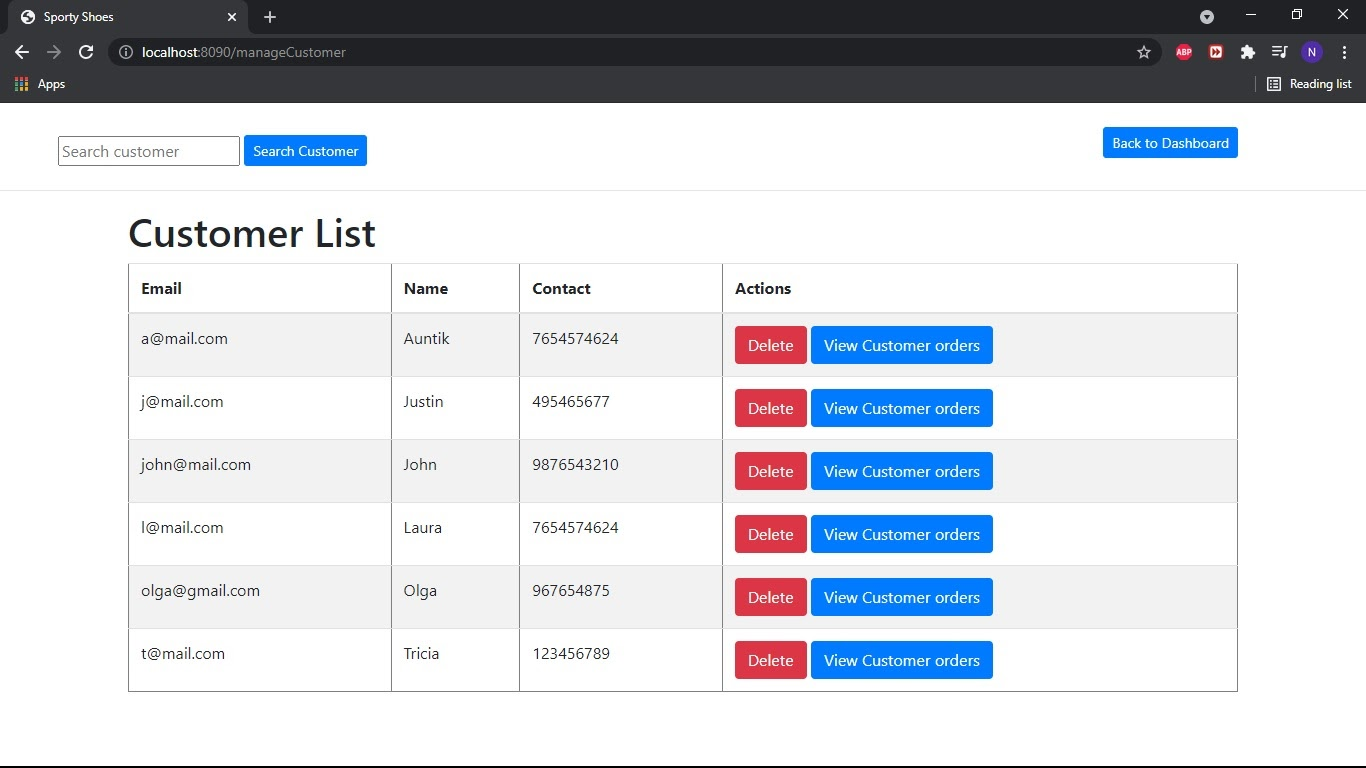 Sporty Shoes
localhost:8090/manageCustomer
ABP
N
Apps
Reading list
Search customer Search Customer Back to Dashboard
Customer List
Email Name Contact Actions
a@mail.com Auntik 7654574624 Delete View Customer orders
j@mail.com Justin 495465677 Delete View Customer orders
john@mail.com John 9876543210 Delete View Customer orders
l@mail.com Laura 7654574624 Delete View Customer orders
olga@gmail.com Olga 967654875 Delete View Customer orders
t@mail.com Tricia 123456789 Delete View Customer orders